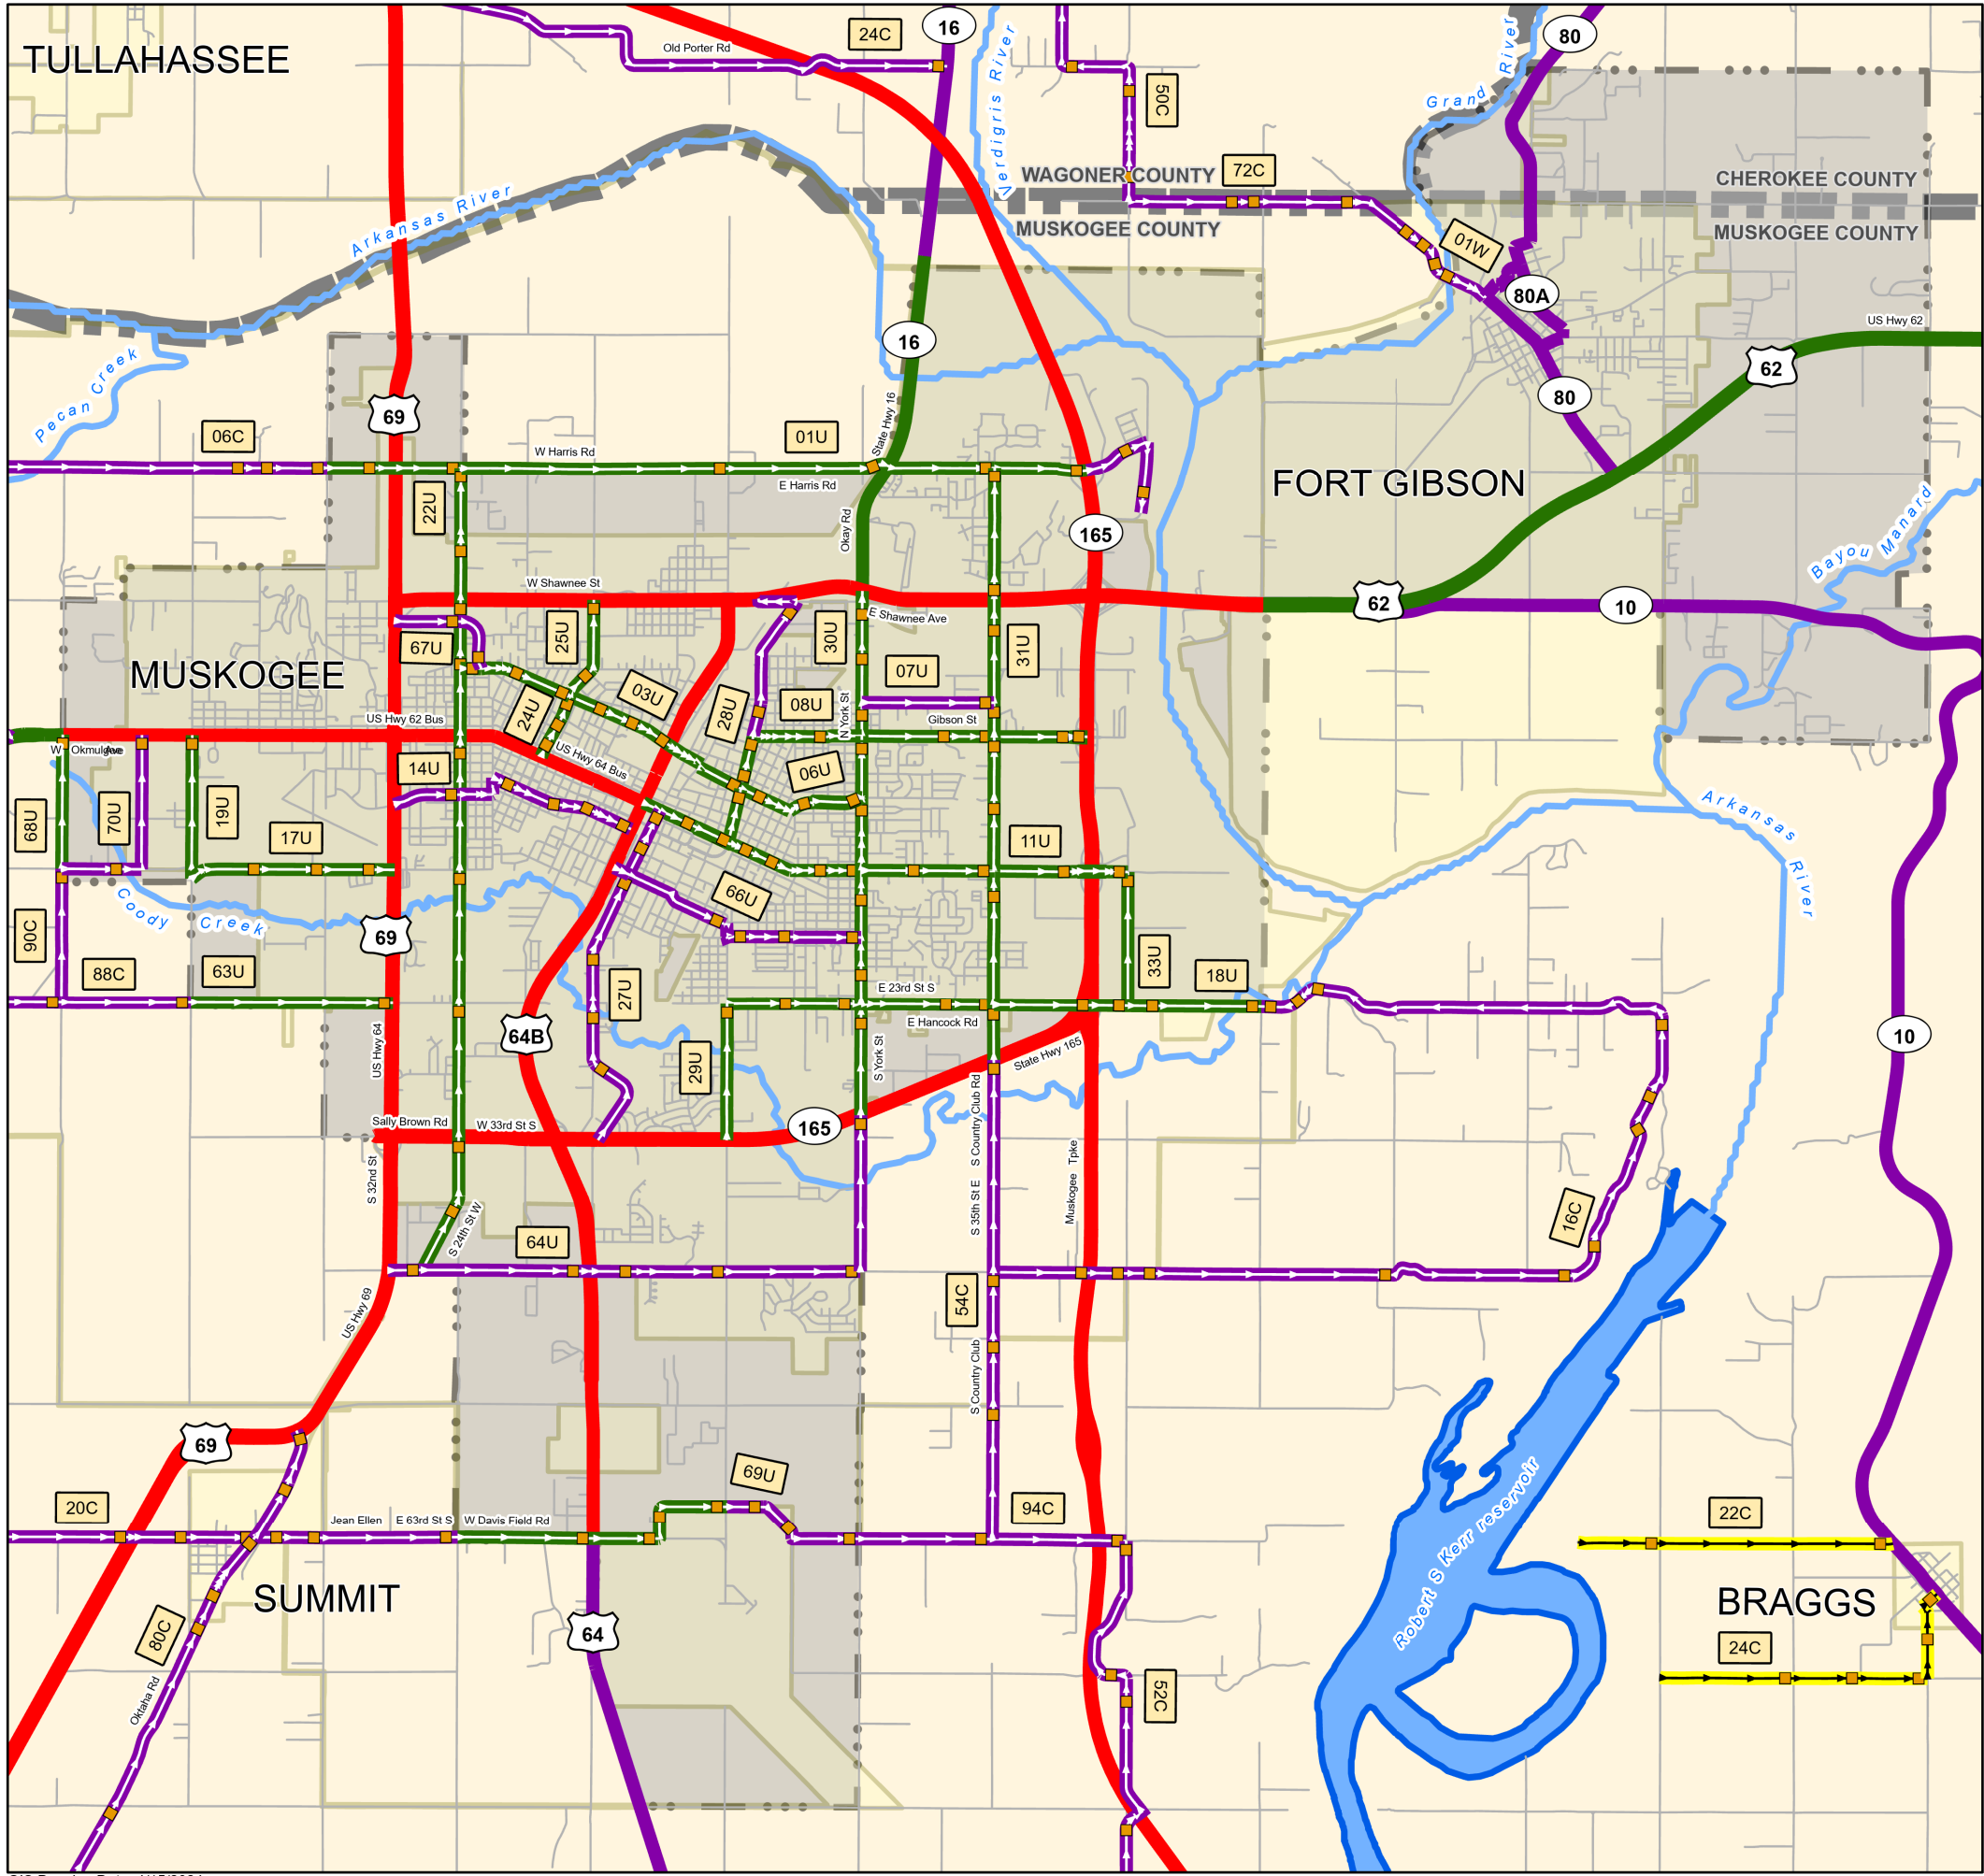 TULLAHASSEE
Old Porter Rd
24C
16
80
50C
Verdigris River
Grand River
WAGONER COUNTY
72C
CHEROKEE COUNTY
MUSKOGEE COUNTY
MUSKOGEE COUNTY
Arkansas River
01W
80A
US Hwy 62
16
62
Pecan Creek
69
80
06C
01U
State Hwy 16
W Harris Rd
E Harris Rd
FORT GIBSON
22U
Okay Rd
165
Bayou Manard
W Shawnee St
E Shawnee Ave
62
10
67U
25U
30U
31U
07U
MUSKOGEE
03U
24U
28U
08U
N York St
Gibson St
US Hwy 62 Bus
W Okmulgee Ave
US Hwy 64 Bus
14U
06U
68U
70U
19U
17U
11U
Arkansas River
66U
Coody Creek
69
90C
88C
63U
27U
33U
18U
E 23rd St S
E Hancock Rd
US Hwy 64
64B
29U
S York St
State Hwy 165
10
Sally Brown Rd
W 33rd St S
165
S 32nd St
S 35th St E
S Country Club Rd
Muskogee Tpke
S 24th St W
64U
16C
54C
US Hwy 69
S Country Club
69
69U
20C
Jean Ellen
E 63rd St S
W Davis Field Rd
94C
22C
Robert S Kerr reservoir
SUMMIT
BRAGGS
80C
64
24C
Oktaha Rd
52C